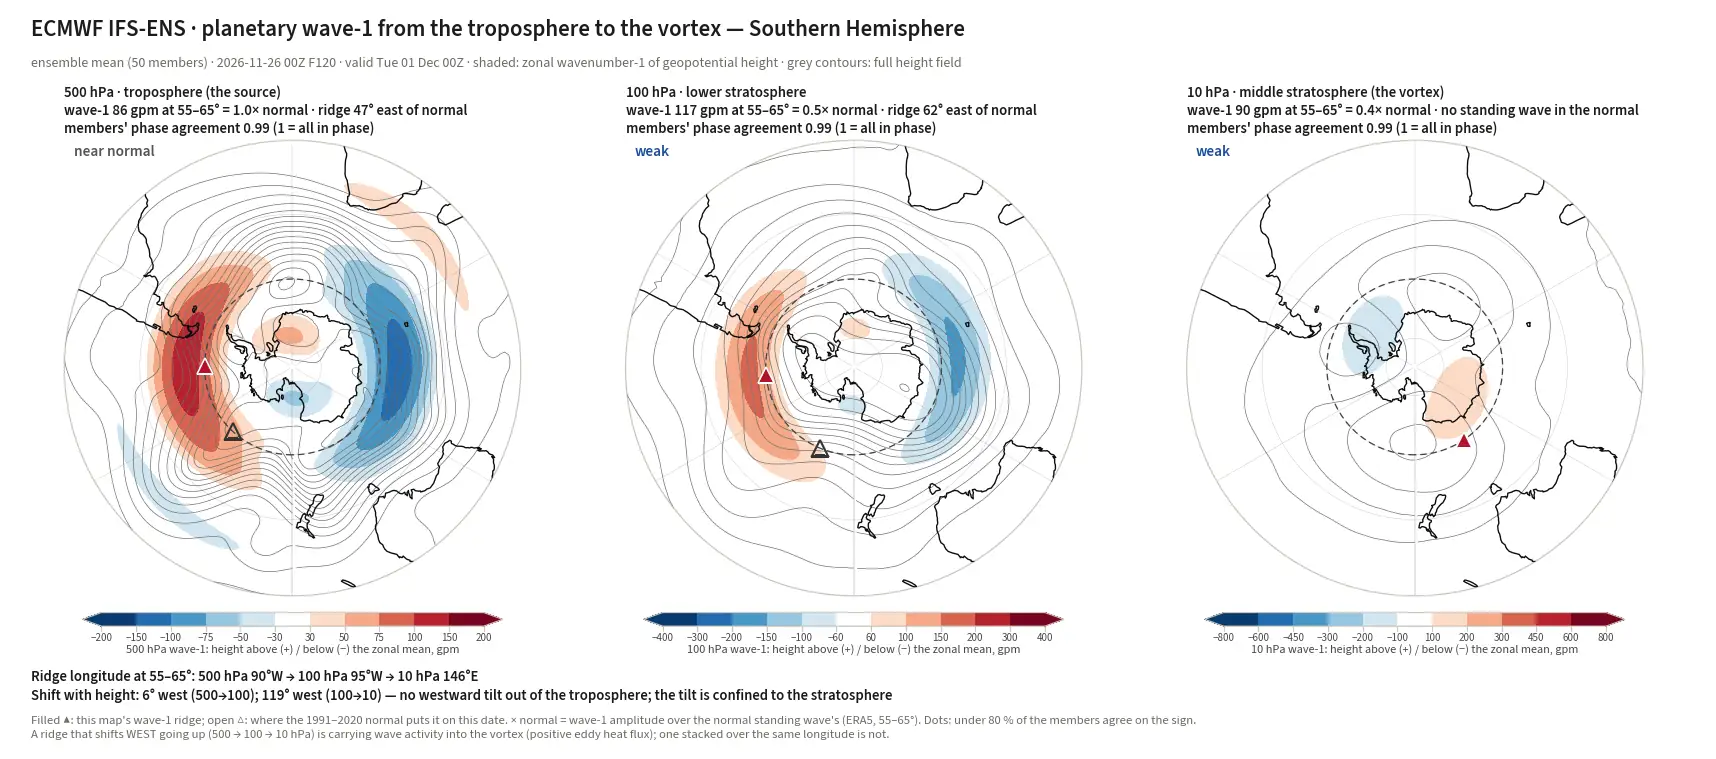 ECMWF IFS-ENS · planetary wave-1 from the troposphere to the vortex — Southern Hemisphere
ensemble mean (50 members) · 2026-11-26 00Z F120 · valid Tue 01 Dec 00Z · shaded: zonal wavenumber-1 of geopotential height · grey contours: full height field
500 hPa · troposphere (the source)
wave-1 86 gpm at 55–65° = 1.0× normal · ridge 47° east of normal
members' phase agreement 0.99 (1 = all in phase)
near normal
100 hPa · lower stratosphere
wave-1 117 gpm at 55–65° = 0.5× normal · ridge 62° east of normal
members' phase agreement 0.99 (1 = all in phase)
weak
10 hPa · middle stratosphere (the vortex)
wave-1 90 gpm at 55–65° = 0.4× normal · no standing wave in the normal
members' phase agreement 0.99 (1 = all in phase)
weak
−200 −150 −100 −75 −50 −30 30 50 75 100 150 200
500 hPa wave-1: height above (+) / below (−) the zonal mean, gpm
−400 −300 −200 −150 −100 −60 60 100 150 200 300 400
100 hPa wave-1: height above (+) / below (−) the zonal mean, gpm
−800 −600 −450 −300 −200 −100 100 200 300 450 600 800
10 hPa wave-1: height above (+) / below (−) the zonal mean, gpm
Ridge longitude at 55–65°: 500 hPa 90°W → 100 hPa 95°W → 10 hPa 146°E
Shift with height: 6° west (500→100); 119° west (100→10) — no westward tilt out of the troposphere; the tilt is confined to the stratosphere
Filled ▲: this map's wave-1 ridge; open △: where the 1991–2020 normal puts it on this date. × normal = wave-1 amplitude over the normal standing wave's (ERA5, 55–65°). Dots: under 80 % of the members agree on the sign.
A ridge that shifts WEST going up (500 → 100 → 10 hPa) is carrying wave activity into the vortex (positive eddy heat flux); one stacked over the same longitude is not.